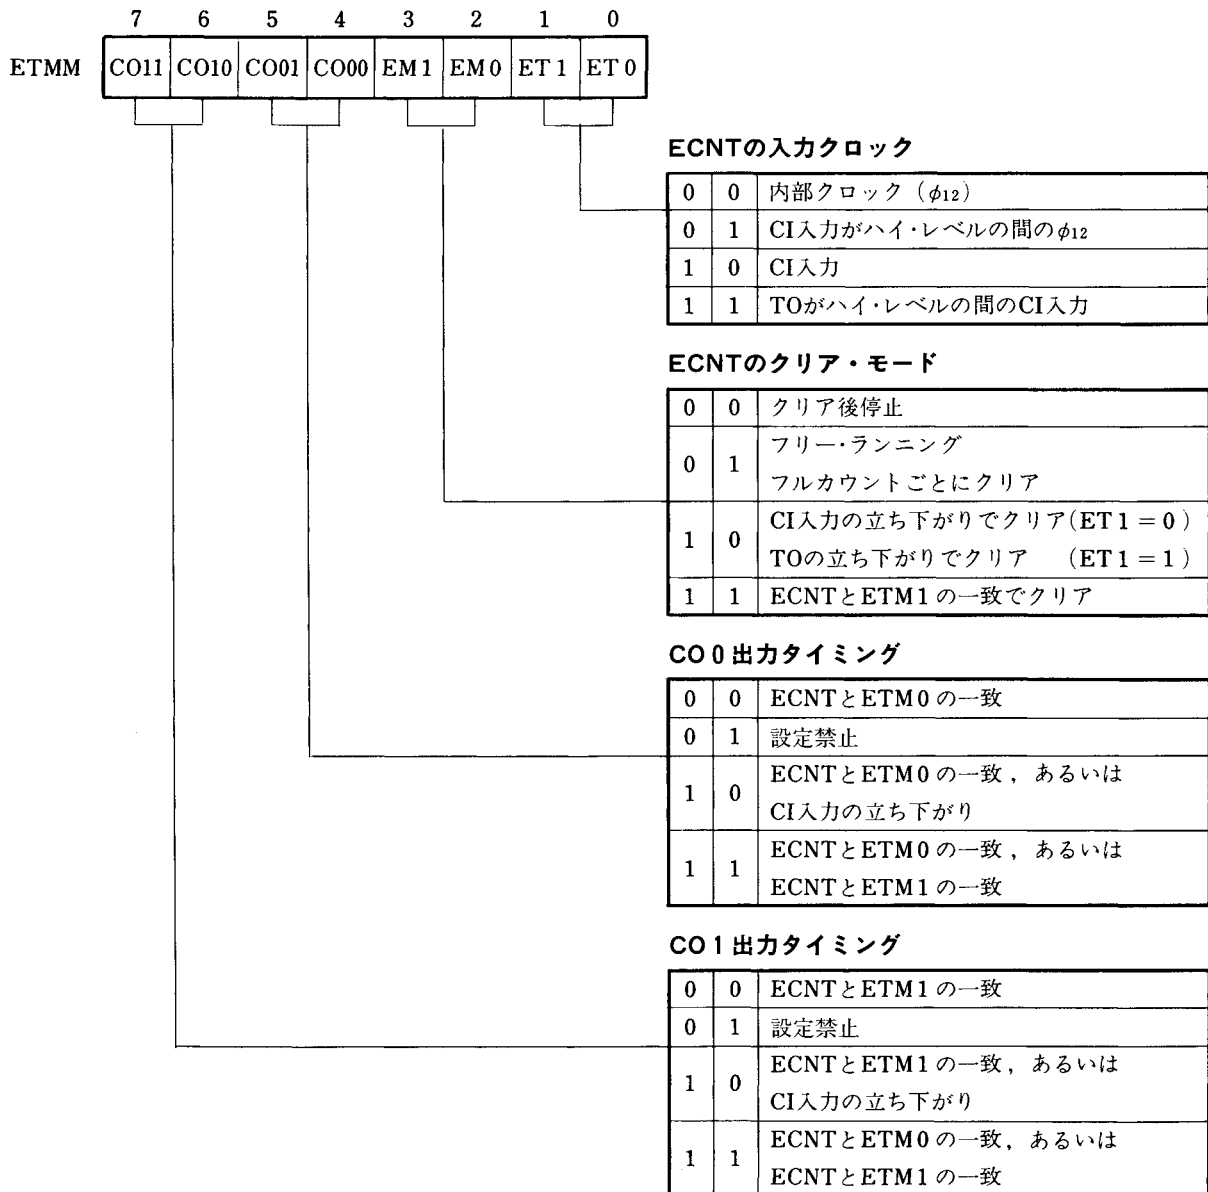 7 6 5 4 3 2 1 0
ETMM CO11 CO10 CO01 CO00 EM1 EM0 ET1 ET0
ECNTの入力クロック
0 0 内部クロック（φ12）
0 1 CI入力がハイ・レベルの間のφ12
1 0 CI入力
1 1 TOがハイ・レベルの間のCI入力
ECNTのクリア・モード
0 0 クリア後停止
0 1 フリー・ランニング
フルカウントごとにクリア
1 0 CI入力の立ち下がりでクリア(ET1＝0)
TOの立ち下がりでクリア （ET1＝1）
1 1 ECNTとETM1の一致でクリア
CO0出力タイミング
0 0 ECNTとETM0の一致
0 1 設定禁止
1 0 ECNTとETM0の一致，あるいは
CI入力の立ち下がり
1 1 ECNTとETM0の一致，あるいは
ECNTとETM1の一致
CO1出力タイミング
0 0 ECNTとETM1の一致
0 1 設定禁止
1 0 ECNTとETM1の一致，あるいは
CI入力の立ち下がり
1 1 ECNTとETM0の一致，あるいは
ECNTとETM1の一致